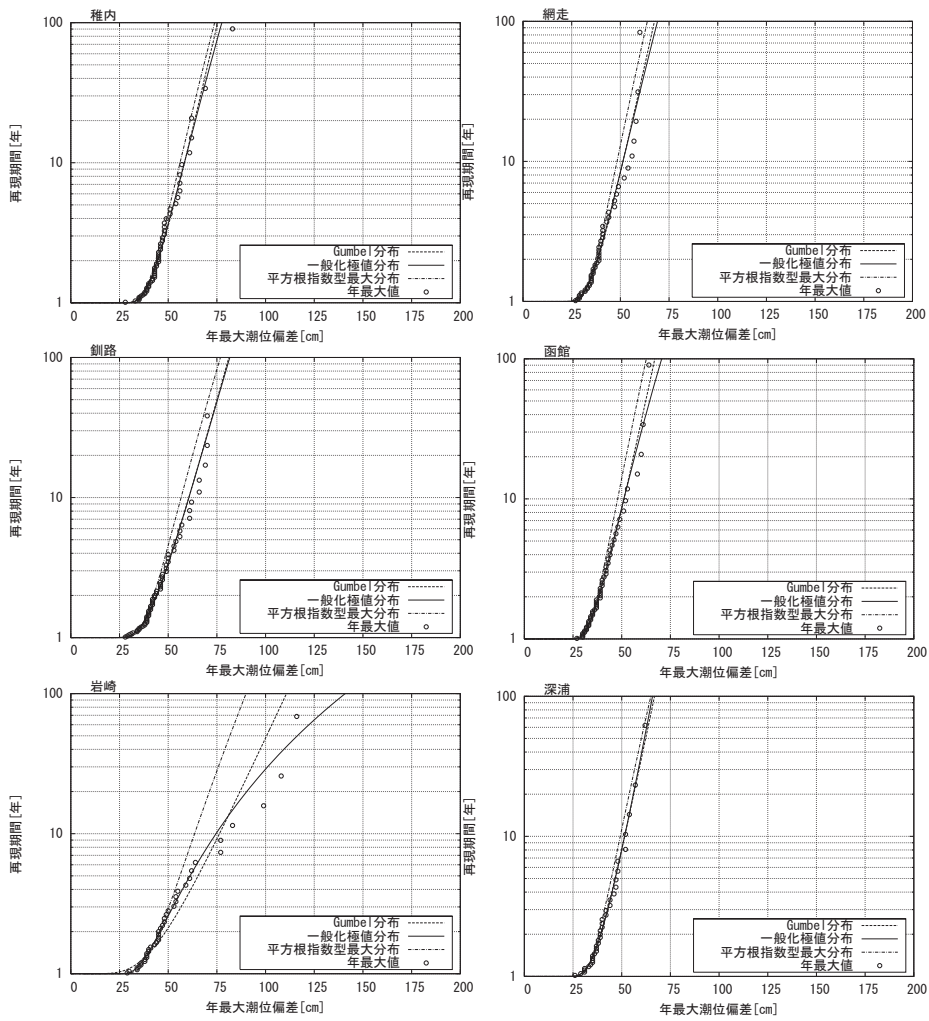 稚内
100
10
1
再現期間[年]
Gumbel分布
一般化極値分布
平方根指数型最大分布
年最大値
0 25 50 75 100 125 150 175 200
年最大潮位偏差[cm]
網走
100
10
1
再現期間[年]
Gumbel分布
一般化極値分布
平方根指数型最大分布
年最大値
0 25 50 75 100 125 150 175 200
年最大潮位偏差[cm]
釧路
100
10
1
再現期間[年]
Gumbel分布
一般化極値分布
平方根指数型最大分布
年最大値
0 25 50 75 100 125 150 175 200
年最大潮位偏差[cm]
函館
100
10
1
再現期間[年]
Gumbel分布
一般化極値分布
平方根指数型最大分布
年最大値
0 25 50 75 100 125 150 175 200
年最大潮位偏差[cm]
岩崎
100
10
1
再現期間[年]
Gumbel分布
一般化極値分布
平方根指数型最大分布
年最大値
0 25 50 75 100 125 150 175 200
年最大潮位偏差[cm]
深浦
100
10
1
再現期間[年]
Gumbel分布
一般化極値分布
平方根指数型最大分布
年最大値
0 25 50 75 100 125 150 175 200
年最大潮位偏差[cm]